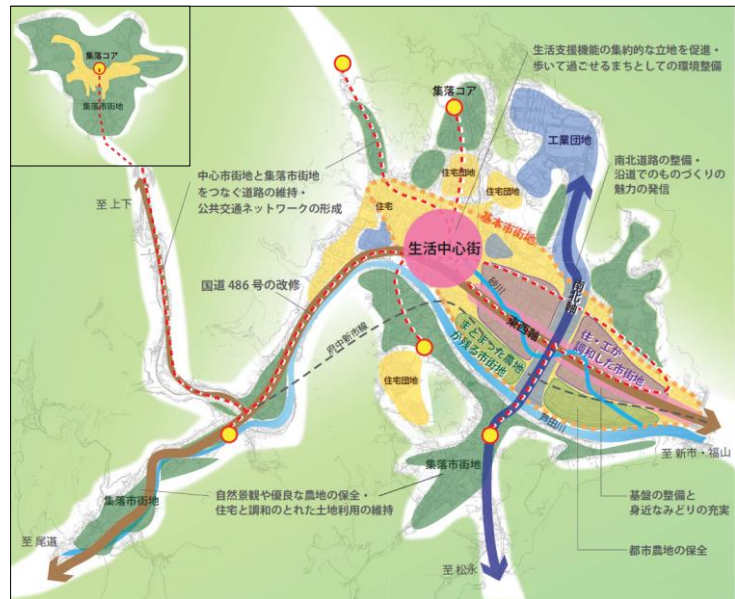 集落コア
集落市街地
生活支援機能の集約的な立地を促進・
歩いて過ごせるまちとしての環境整備
集落コア
工業団地
中心市街地と集落市街地
をつなぐ道路の維持・
公共交通ネットワークの形成
南北道路の整備・
沿道でのものづくりの
魅力の発信
至 上下
住宅団地
住宅団地
住宅
基本市街地
生活中心街
国道 486 号の改修
砂川
南北軸
東西軸
府中新市線
まとまった農地
が残る市街地
住・工が
調和した市街地
住宅団地
芦田川
至 新市・福山
集落市街地
集落市街地
自然景観や優良な農地の保全・
住宅と調和のとれた土地利用の維持
基盤の整備と
身近なみどりの充実
至 尾道
都市農地の保全
至 松永